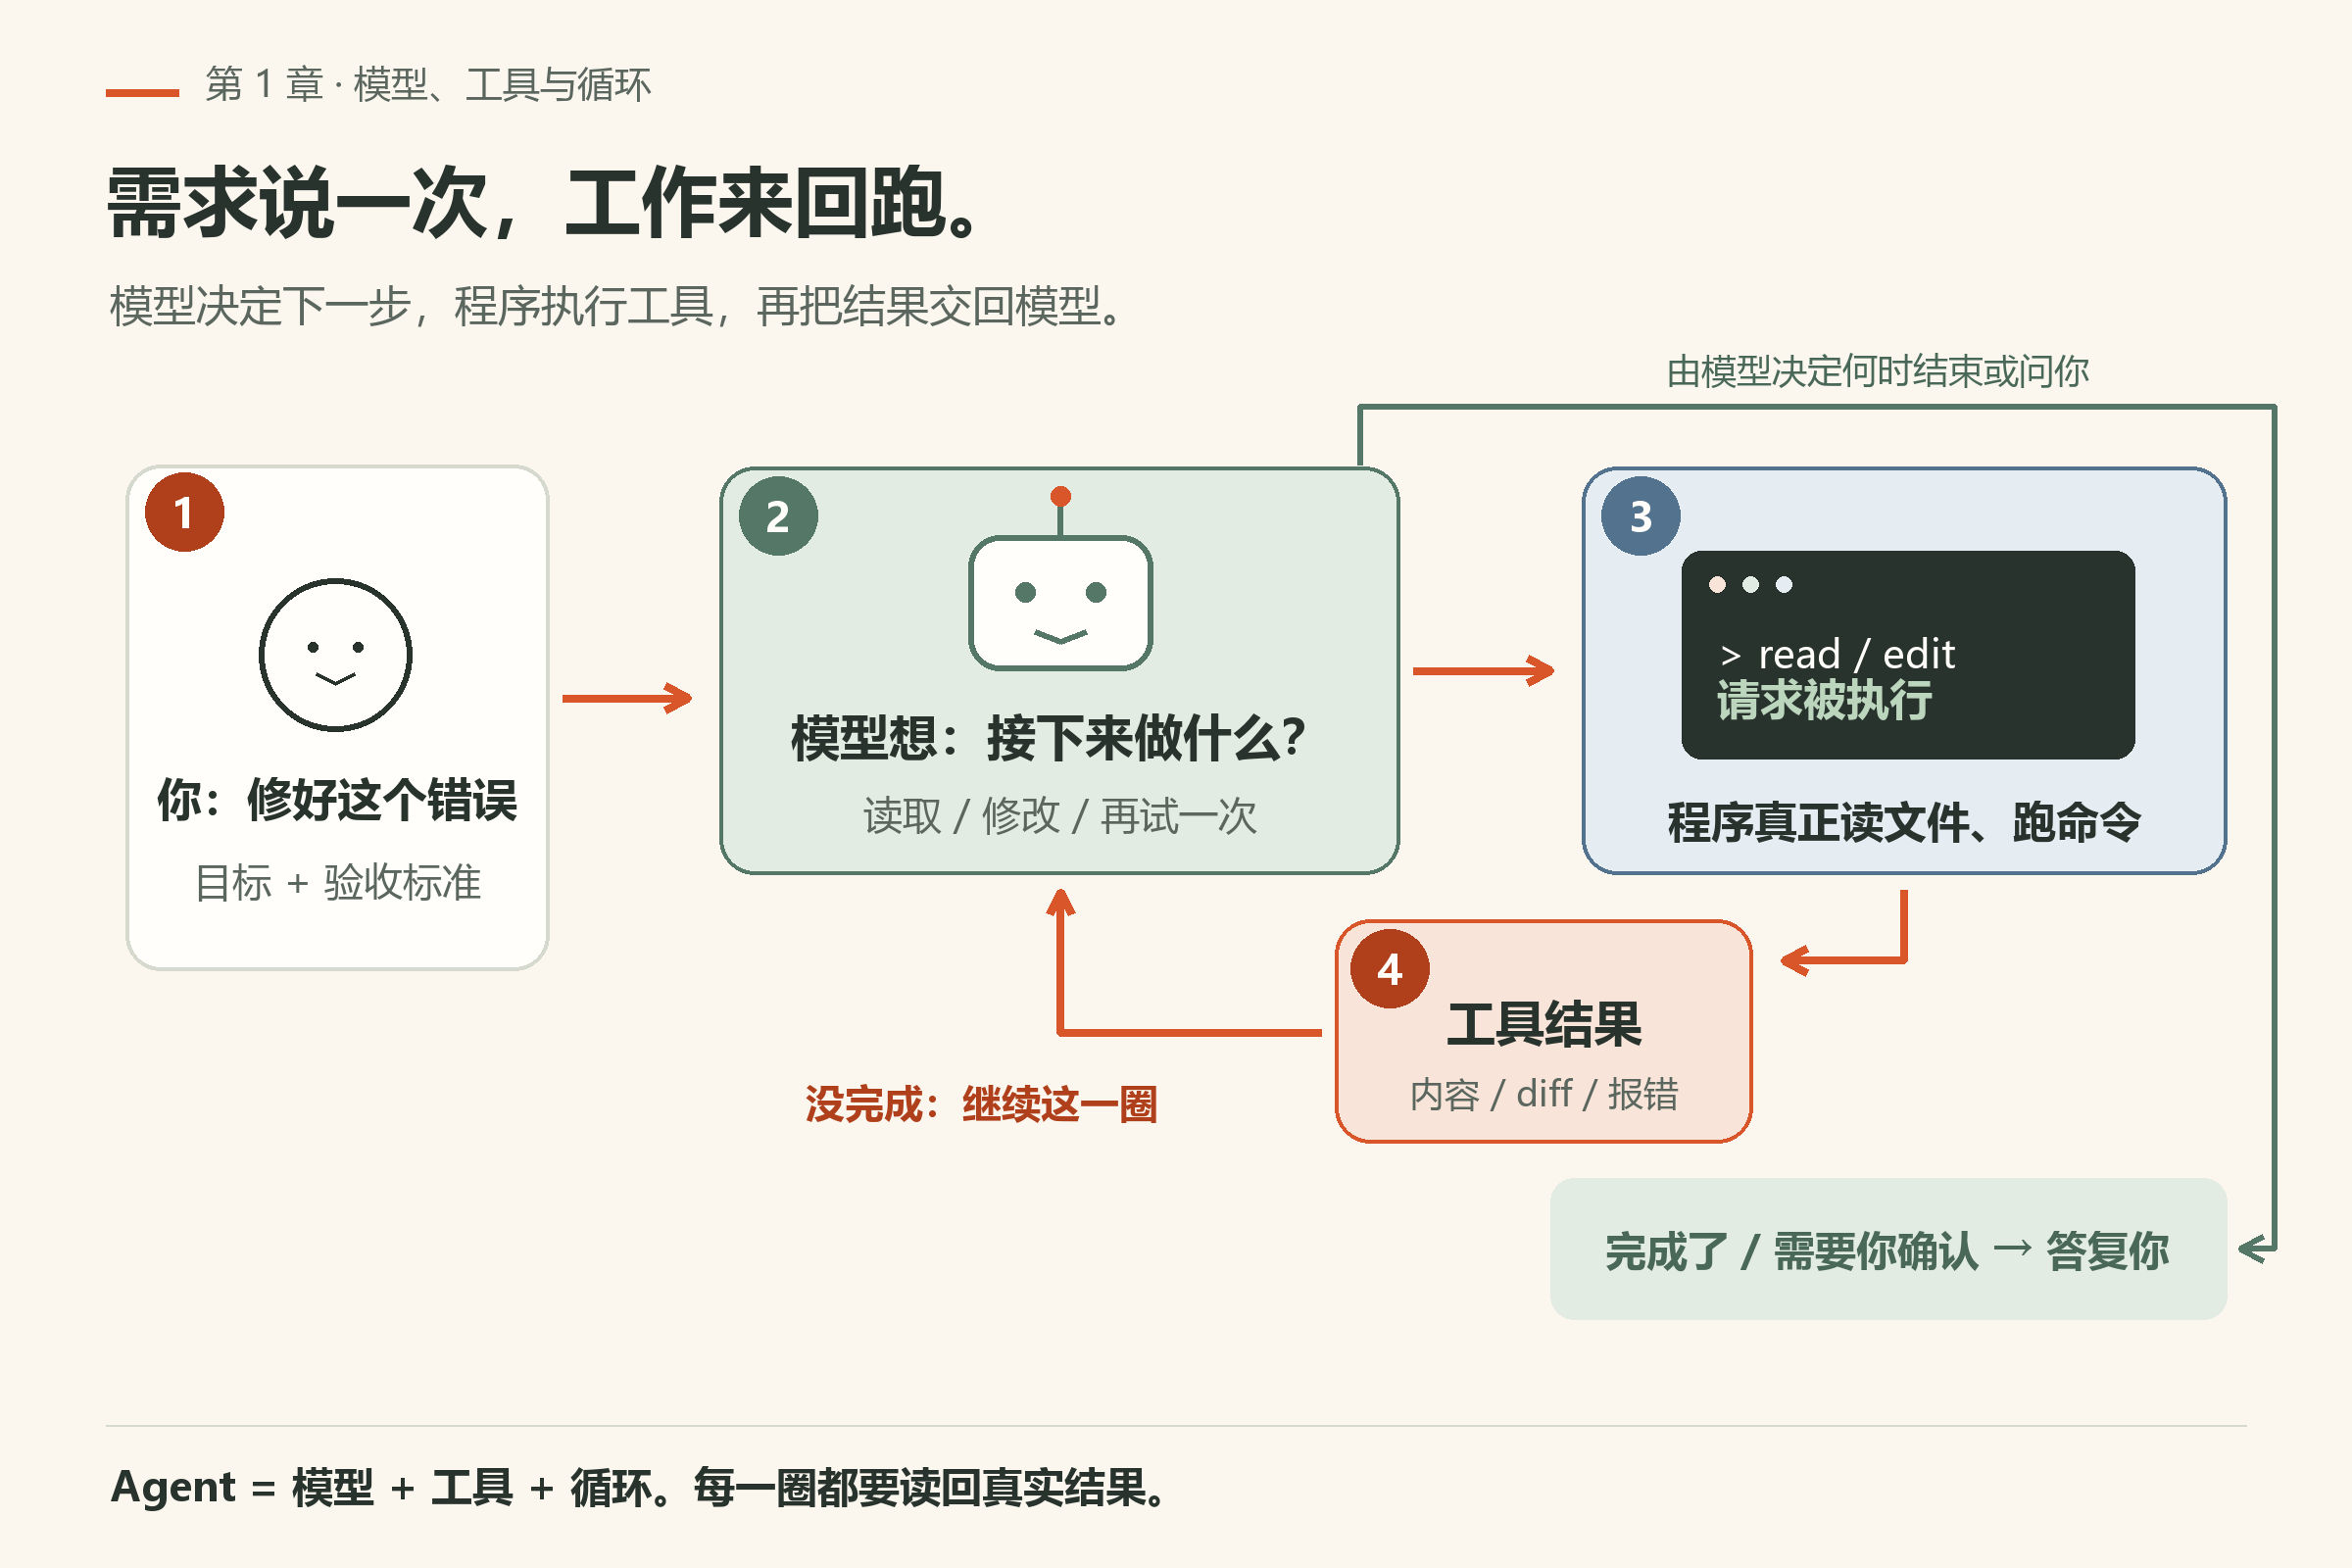 第 1 章 · 模型、工具与循环
需求说一次，工作来回跑。
模型决定下一步，程序执行工具，再把结果交回模型。
由模型决定何时结束或问你
1
你：修好这个错误
目标 + 验收标准
2
模型想：接下来做什么？
读取 / 修改 / 再试一次
3
> read / edit
请求被执行
程序真正读文件、跑命令
4
工具结果
内容 / diff / 报错
没完成：继续这一圈
完成了 / 需要你确认 → 答复你
Agent = 模型 + 工具 + 循环。每一圈都要读回真实结果。